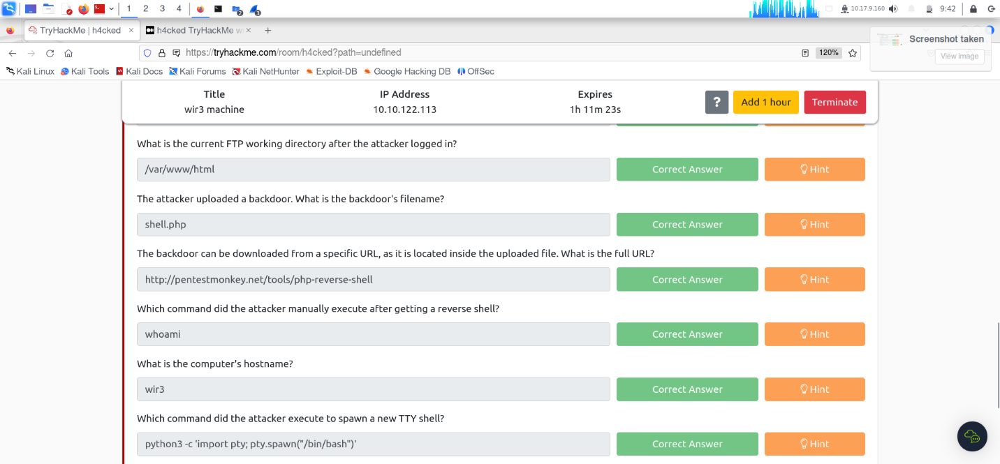 1 2 3 4 2 3 10.17.9.160 9:42
TryHackMe | h4cked × h4cked TryHackMe w × +
https://tryhackme.com/room/h4cked?path=undefined 120%
Screenshot taken
View image
Kali Linux Kali Tools Kali Docs Kali Forums Kali NetHunter Exploit-DB Google Hacking DB OffSec
Title IP Address Expires
wir3 machine 10.10.122.113 1h 11m 23s
? Add 1 hour Terminate
What is the current FTP working directory after the attacker logged in?
/var/www/html Correct Answer Hint
The attacker uploaded a backdoor. What is the backdoor's filename?
shell.php Correct Answer Hint
The backdoor can be downloaded from a specific URL, as it is located inside the uploaded file. What is the full URL?
http://pentestmonkey.net/tools/php-reverse-shell Correct Answer Hint
Which command did the attacker manually execute after getting a reverse shell?
whoami Correct Answer Hint
What is the computer's hostname?
wir3 Correct Answer Hint
Which command did the attacker execute to spawn a new TTY shell?
python3 -c 'import pty; pty.spawn("/bin/bash")' Correct Answer Hint